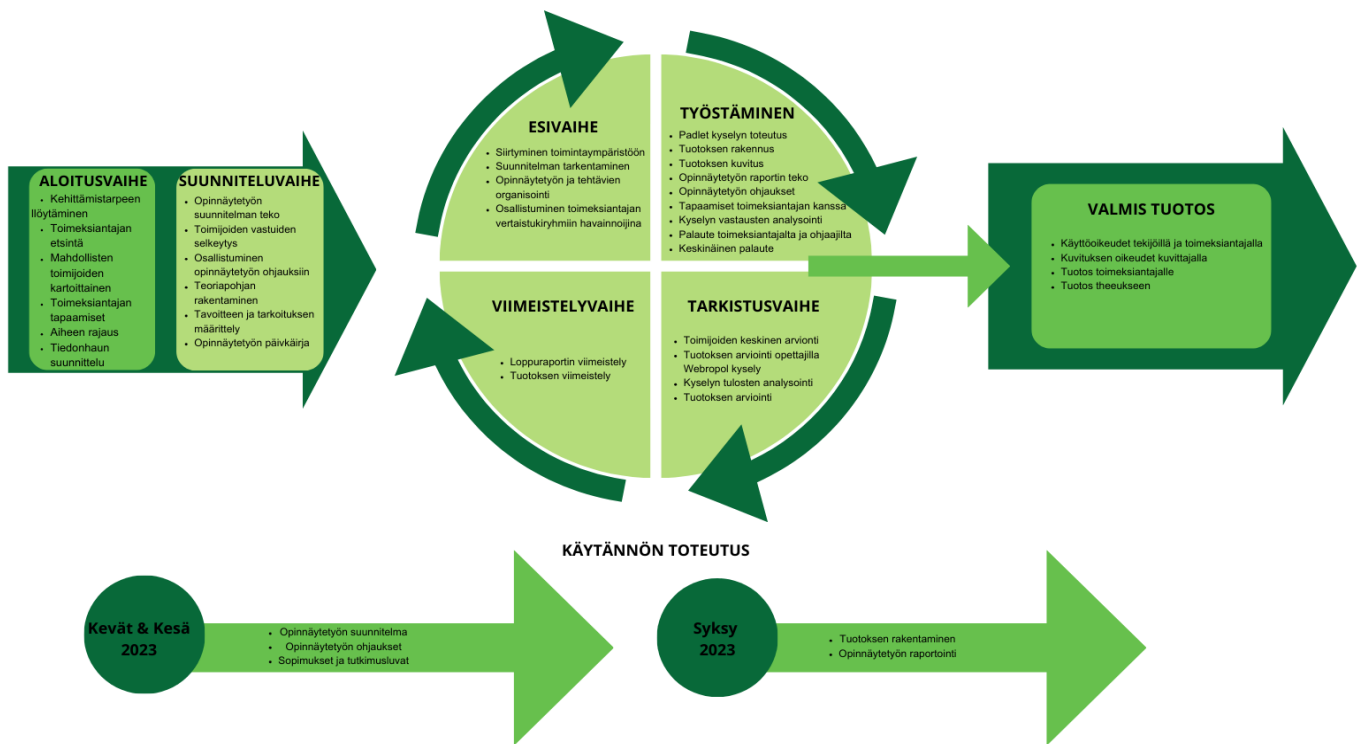 ALOITUSVAIHE
• Kehittämistarpeen
llöytäminen
• Toimeksiantajan
etsintä
• Mahdollisten
toimijoiden
kartoittainen
• Toimeksiantajan
tapaamiset
• Aiheen rajaus
• Tiedonhaun
suunnittelu
SUUNNITELUVAIHE
• Opinnäytetyön
suunnitelman teko
• Toimijoiden vastuiden
selkeytys
• Osallistuminen
opinnäytetyön ohjauksiin
• Teoriapohjan
rakentaminen
• Tavoitteen ja tarkoituksen
määrittely
• Opinnäytetyön päivkäirja
ESIVAIHE
• Siirtyminen toimintaympäristöön
• Suunnitelman tarkentaminen
• Opinnäytetyön ja tehtävien
organisointi
• Osallistuminen toimeksiantajan
vertaistukiryhmiin havainnoijina
TYÖSTÄMINEN
• Padlet kyselyn toteutus
• Tuotoksen rakennus
• Tuotoksen kuvitus
• Opinnäytetyön raportin teko
• Opinnäytetyön ohjaukset
• Tapaamiset toimeksiantajan kanssa
• Kyselyn vastausten analysointi
• Palaute toimeksiantajalta ja ohjaajilta
• Keskinäinen palaute
VIIMEISTELYVAIHE
• Loppuraportin viimeistely
• Tuotoksen viimeistely
TARKISTUSVAIHE
• Toimijoiden keskinen arvionti
• Tuotoksen arviointi opettajilla
Webropol kysely
• Kyselyn tulosten analysointi
• Tuotoksen arviointi
VALMIS TUOTOS
• Käyttöoikeudet tekijöillä ja toimeksiantajalla
• Kuvituksen oikeudet kuvittajalla
• Tuotos toimeksiantajalle
• Tuotos theeukseen
KÄYTÄNNÖN TOTEUTUS
Kevät & Kesä
2023
• Opinnäytetyön suunnitelma
• Opinnäytetyön ohjaukset
• Sopimukset ja tutkimusluvat
Syksy
2023
• Tuotoksen rakentaminen
• Opinnäytetyön raportointi